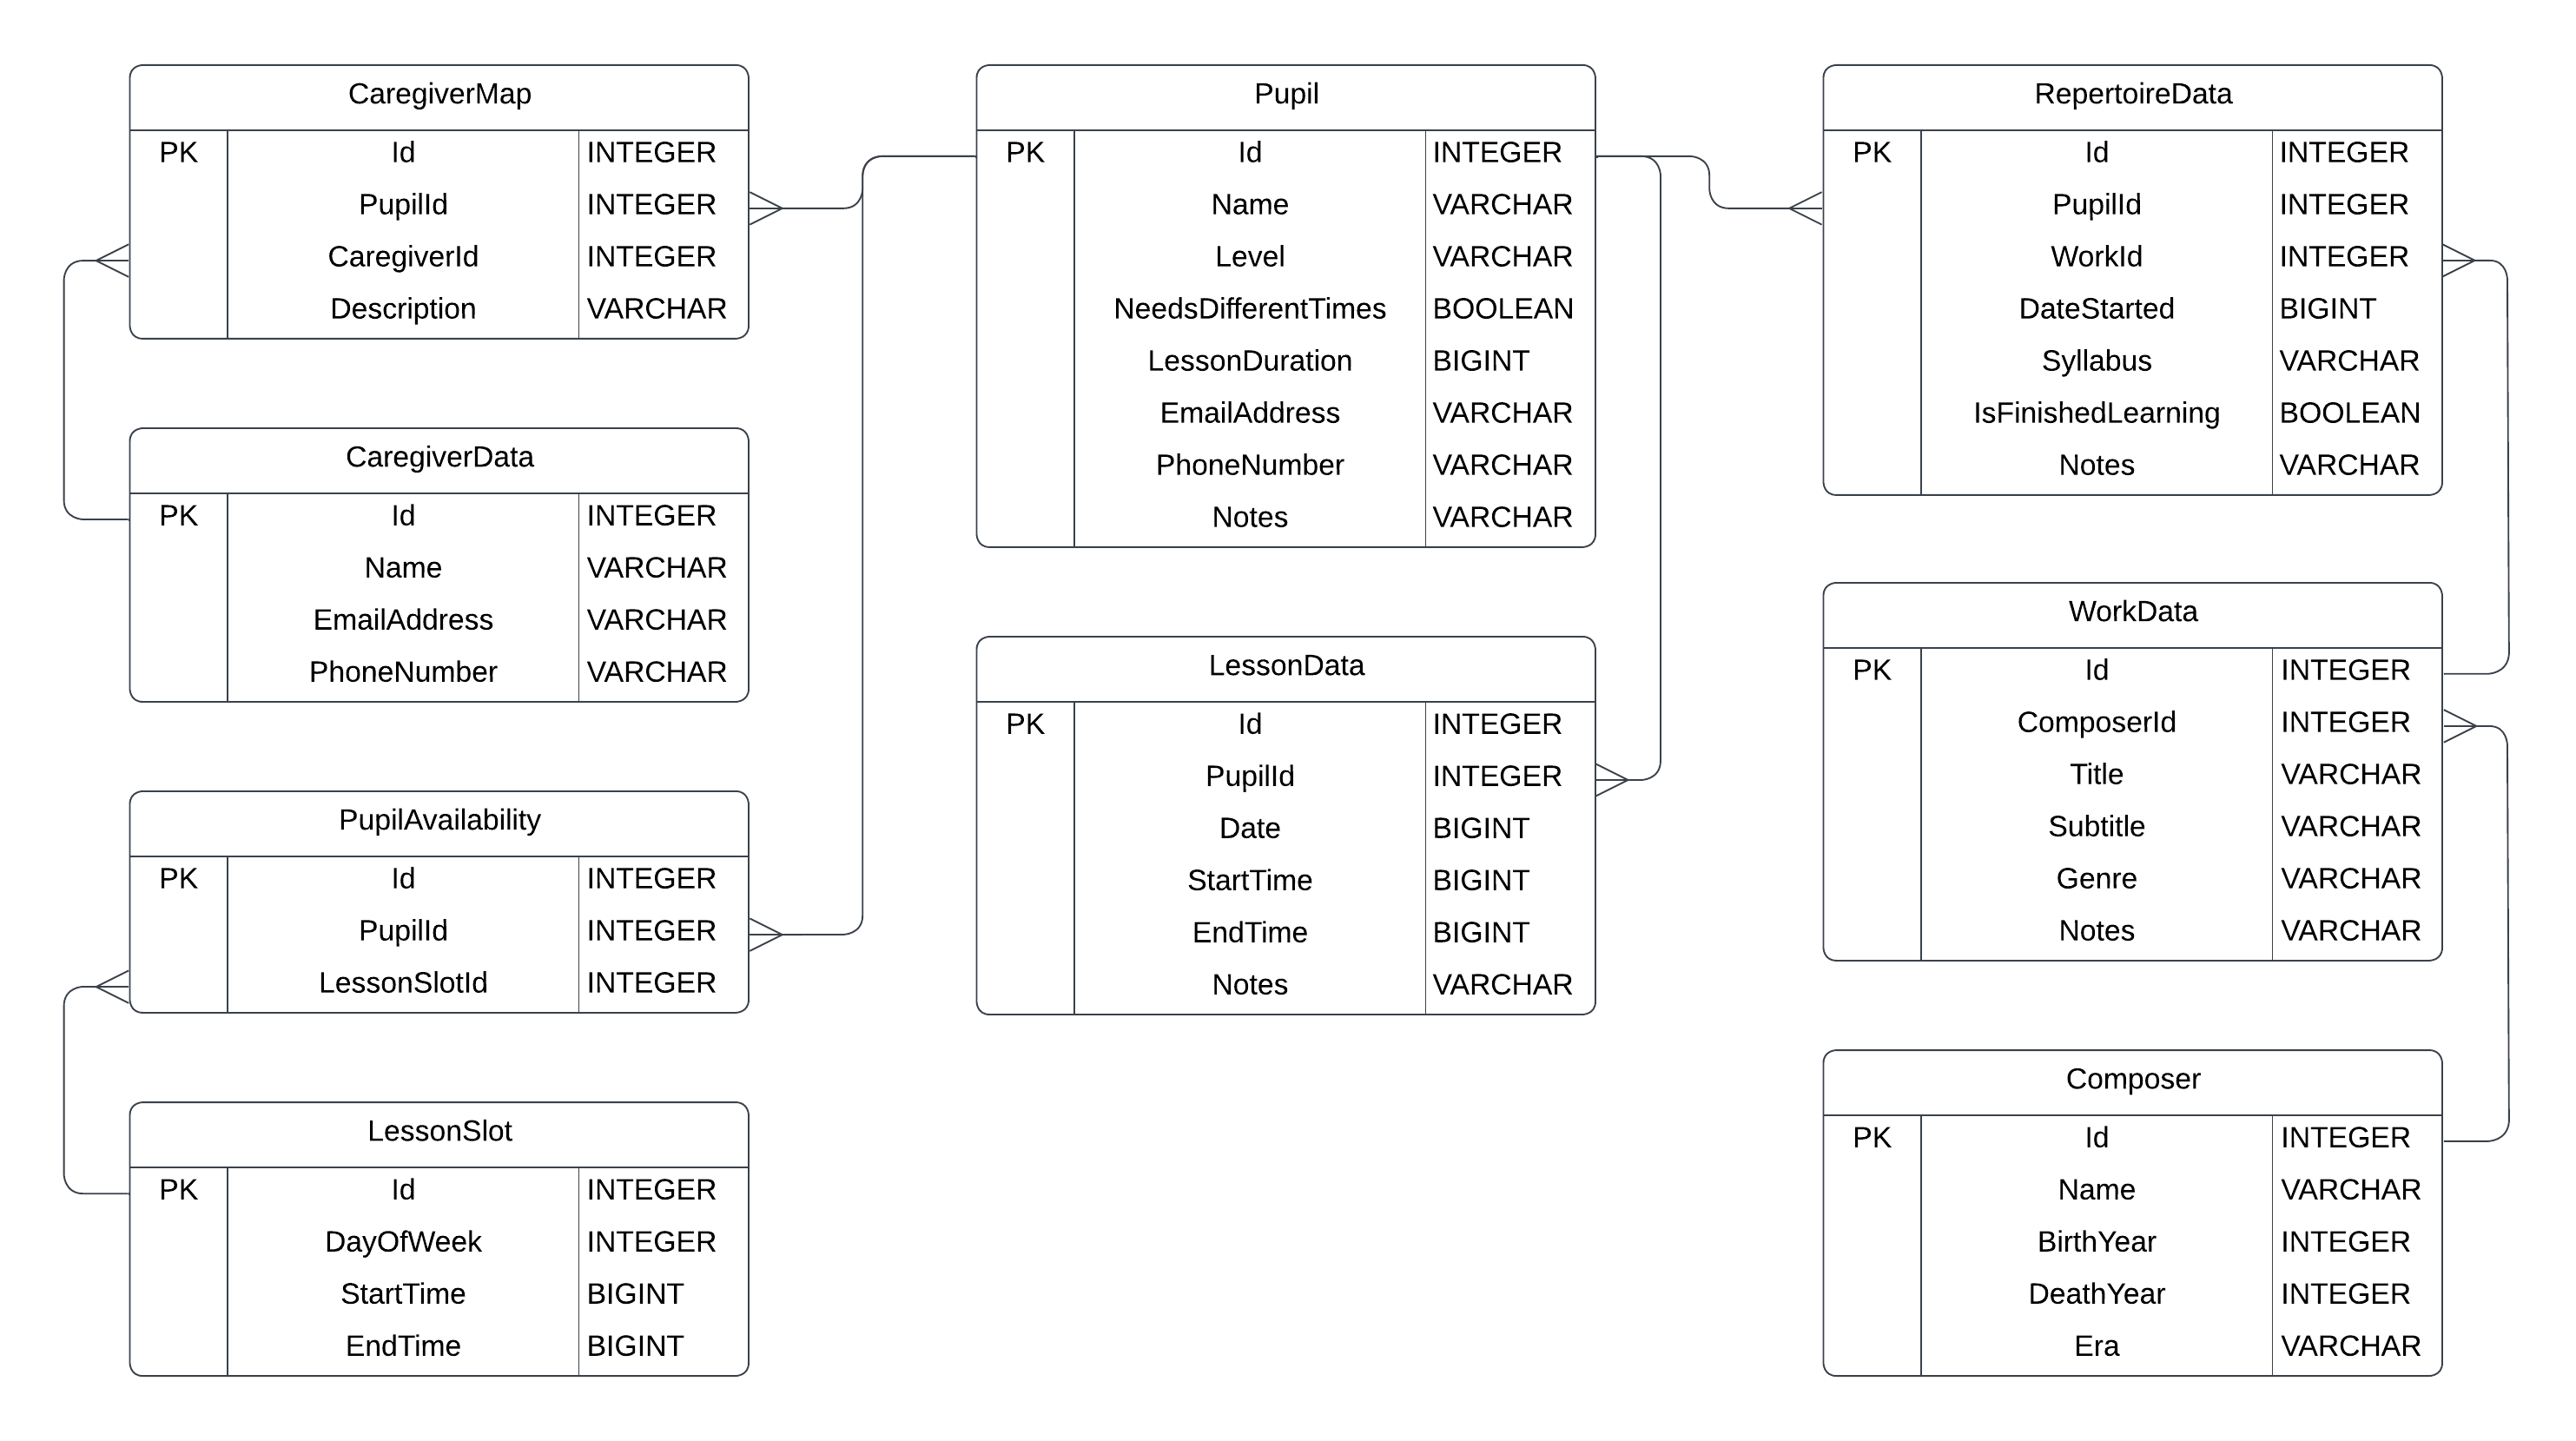 CaregiverMap
PK Id INTEGER
PupilId INTEGER
CaregiverId INTEGER
Description VARCHAR
CaregiverData
PK Id INTEGER
Name VARCHAR
EmailAddress VARCHAR
PhoneNumber VARCHAR
PupilAvailability
PK Id INTEGER
PupilId INTEGER
LessonSlotId INTEGER
LessonSlot
PK Id INTEGER
DayOfWeek INTEGER
StartTime BIGINT
EndTime BIGINT
Pupil
PK Id INTEGER
Name VARCHAR
Level VARCHAR
NeedsDifferentTimes BOOLEAN
LessonDuration BIGINT
EmailAddress VARCHAR
PhoneNumber VARCHAR
Notes VARCHAR
LessonData
PK Id INTEGER
PupilId INTEGER
Date BIGINT
StartTime BIGINT
EndTime BIGINT
Notes VARCHAR
RepertoireData
PK Id INTEGER
PupilId INTEGER
WorkId INTEGER
DateStarted BIGINT
Syllabus VARCHAR
IsFinishedLearning BOOLEAN
Notes VARCHAR
WorkData
PK Id INTEGER
ComposerId INTEGER
Title VARCHAR
Subtitle VARCHAR
Genre VARCHAR
Notes VARCHAR
Composer
PK Id INTEGER
Name VARCHAR
BirthYear INTEGER
DeathYear INTEGER
Era VARCHAR